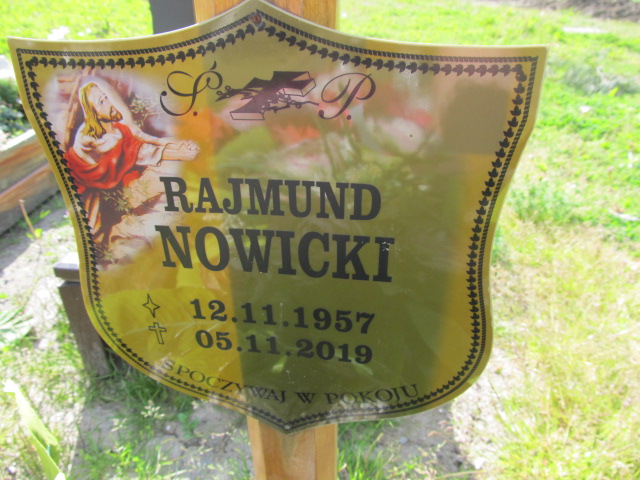 Ś. P.
RAJMUND
NOWICKI
12.11.1957
05.11.2019
SPOCZYWAJ W POKOJU